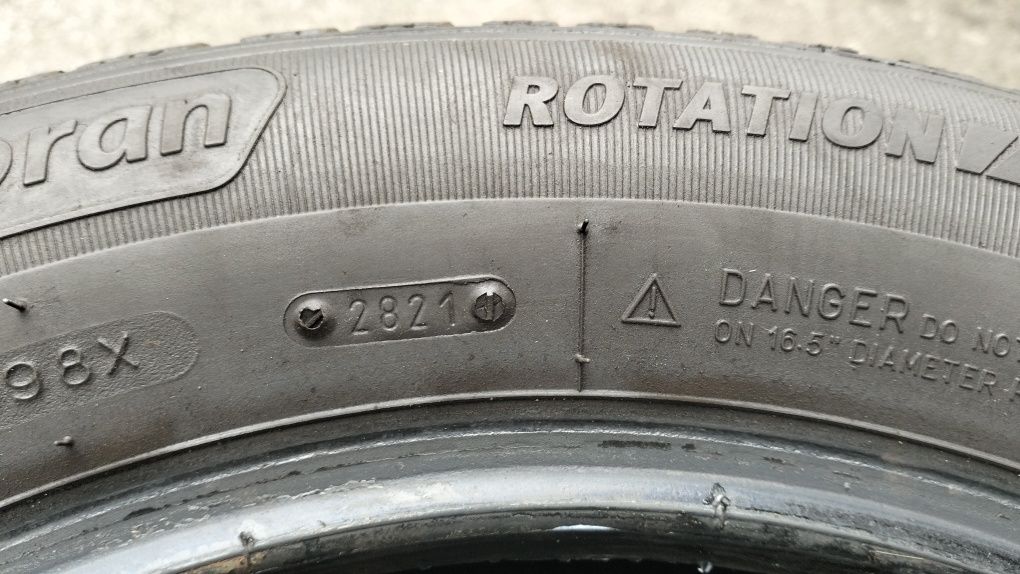 oran
ROTATION
98X
2821
DANGER DO NOT
ON 16.5" DIAMETER